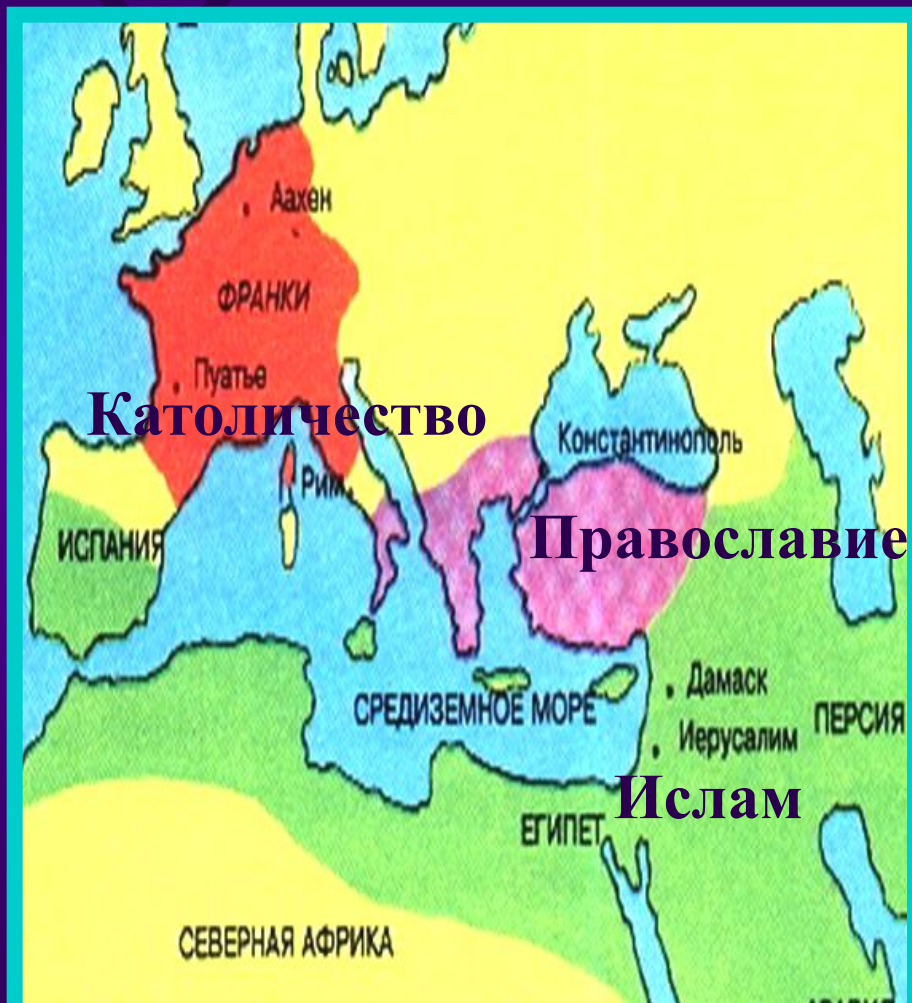 Аахен
ФРАНКИ
Пуатье
Католичество
Константинополь
Рим
Православие
ИСПАНИЯ
Дамаск
СРЕДИЗЕМНОЕ МОРЕ
ПЕРСИЯ
Иерусалим
Ислам
ЕГИПЕТ
СЕВЕРНАЯ АФРИКА